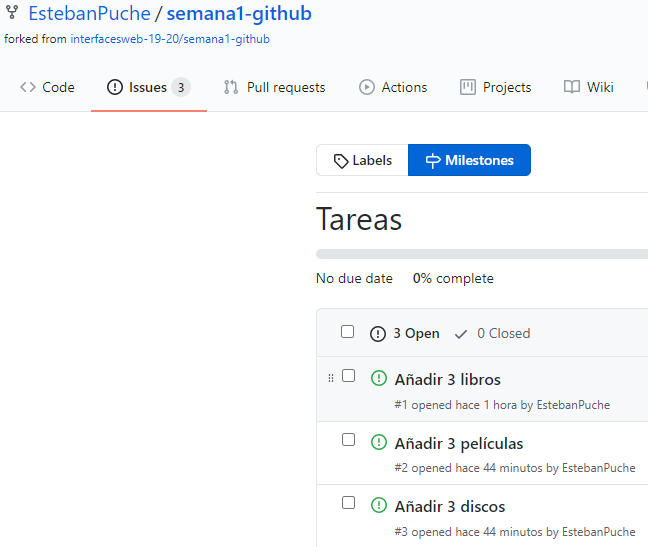 EstebanPuche / semana1-github
forked from interfacesweb-19-20/semana1-github
Code Issues 3 Pull requests Actions Projects Wiki
Labels Milestones
Tareas
No due date 0% complete
3 Open 0 Closed
Añadir 3 libros
#1 opened hace 1 hora by EstebanPuche
Añadir 3 películas
#2 opened hace 44 minutos by EstebanPuche
Añadir 3 discos
#3 opened hace 44 minutos by EstebanPuche